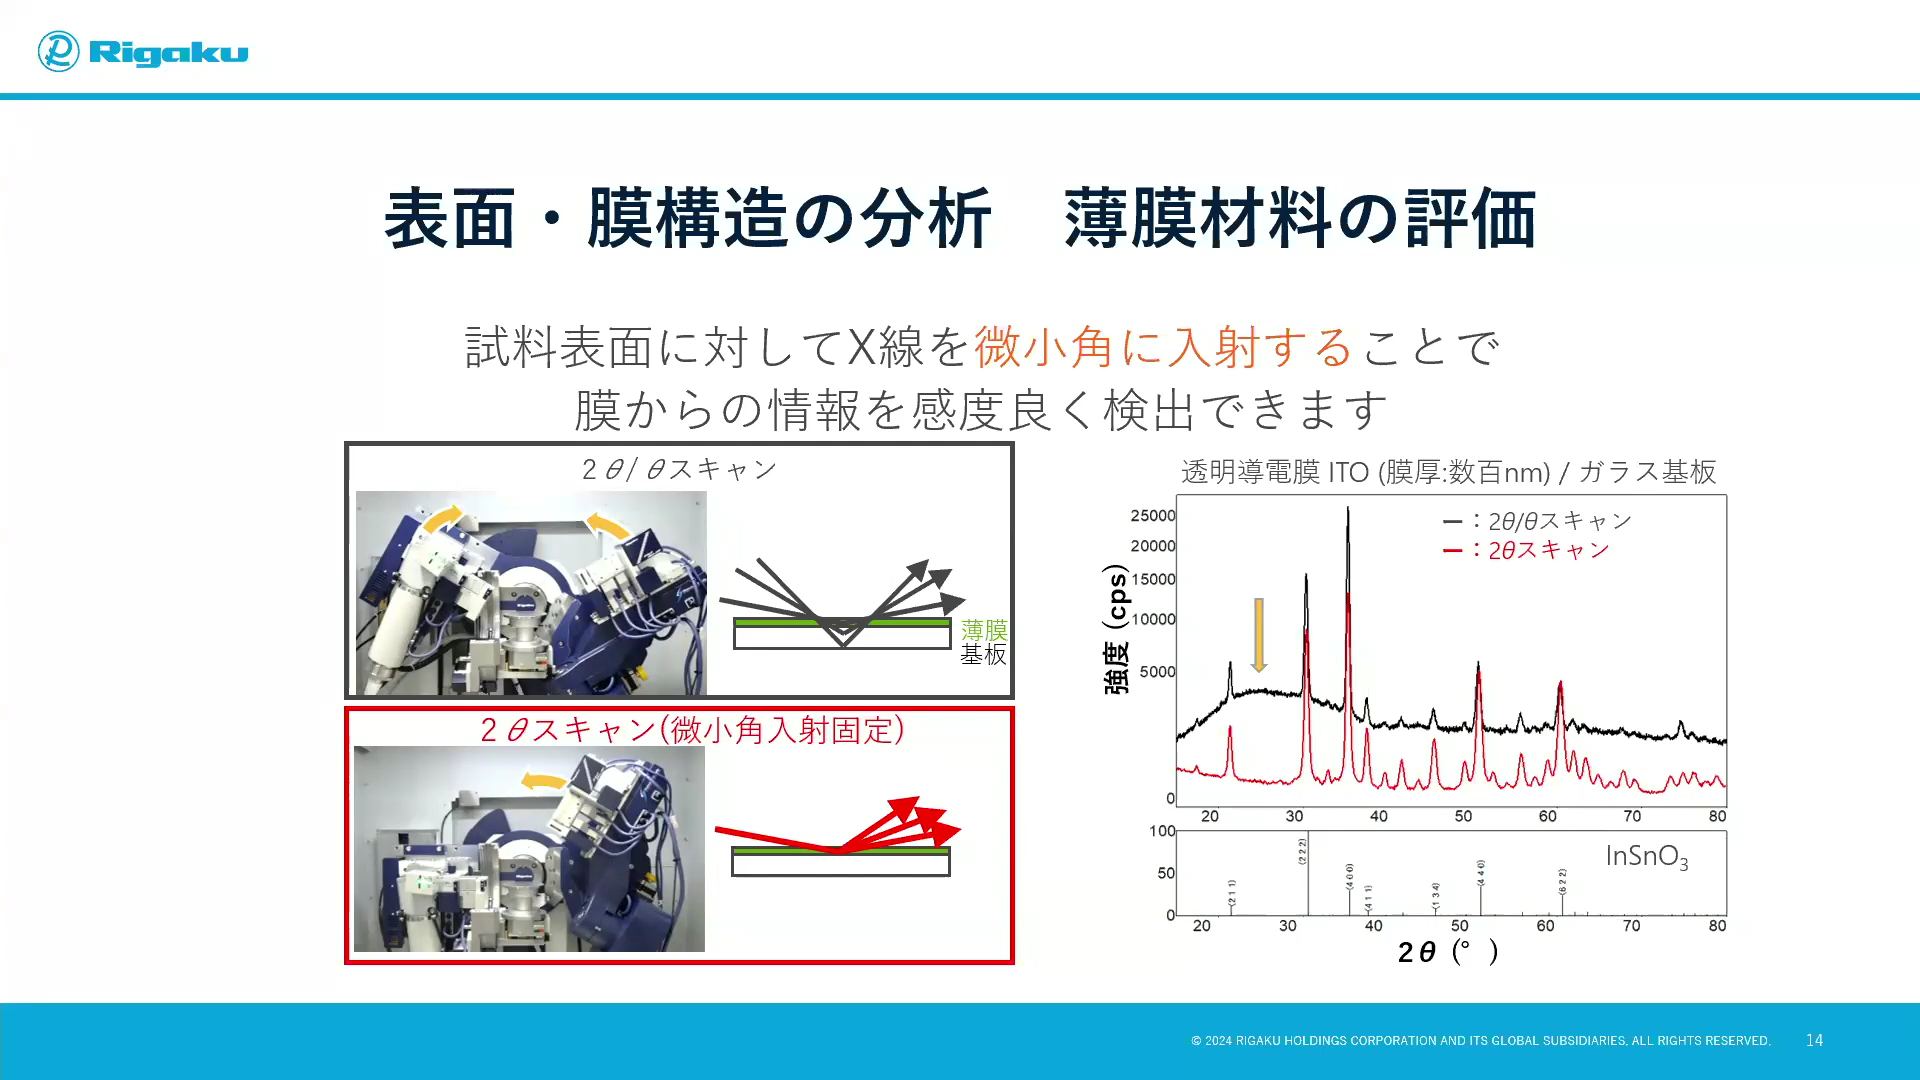 Rigaku
表面・膜構造の分析　薄膜材料の評価
試料表面に対してX線を微小角に入射することで
膜からの情報を感度良く検出できます
2θ/θスキャン
薄膜
基板
2θスキャン(微小角入射固定)
透明導電膜 ITO (膜厚:数百nm) / ガラス基板
ー：2θ/θスキャン
ー：2θスキャン
強度 (cps)
25000
20000
15000
10000
5000
0
20 30 40 50 60 70 80
100
50
0
(2 1 1)
(2 2 2)
(4 0 0)
(4 1 1)
(1 3 4)
(4 4 0)
(6 2 2)
InSnO₃
20 30 40 50 60 70 80
2θ (°)
© 2024 RIGAKU HOLDINGS CORPORATION AND ITS GLOBAL SUBSIDIARIES. ALL RIGHTS RESERVED.
14